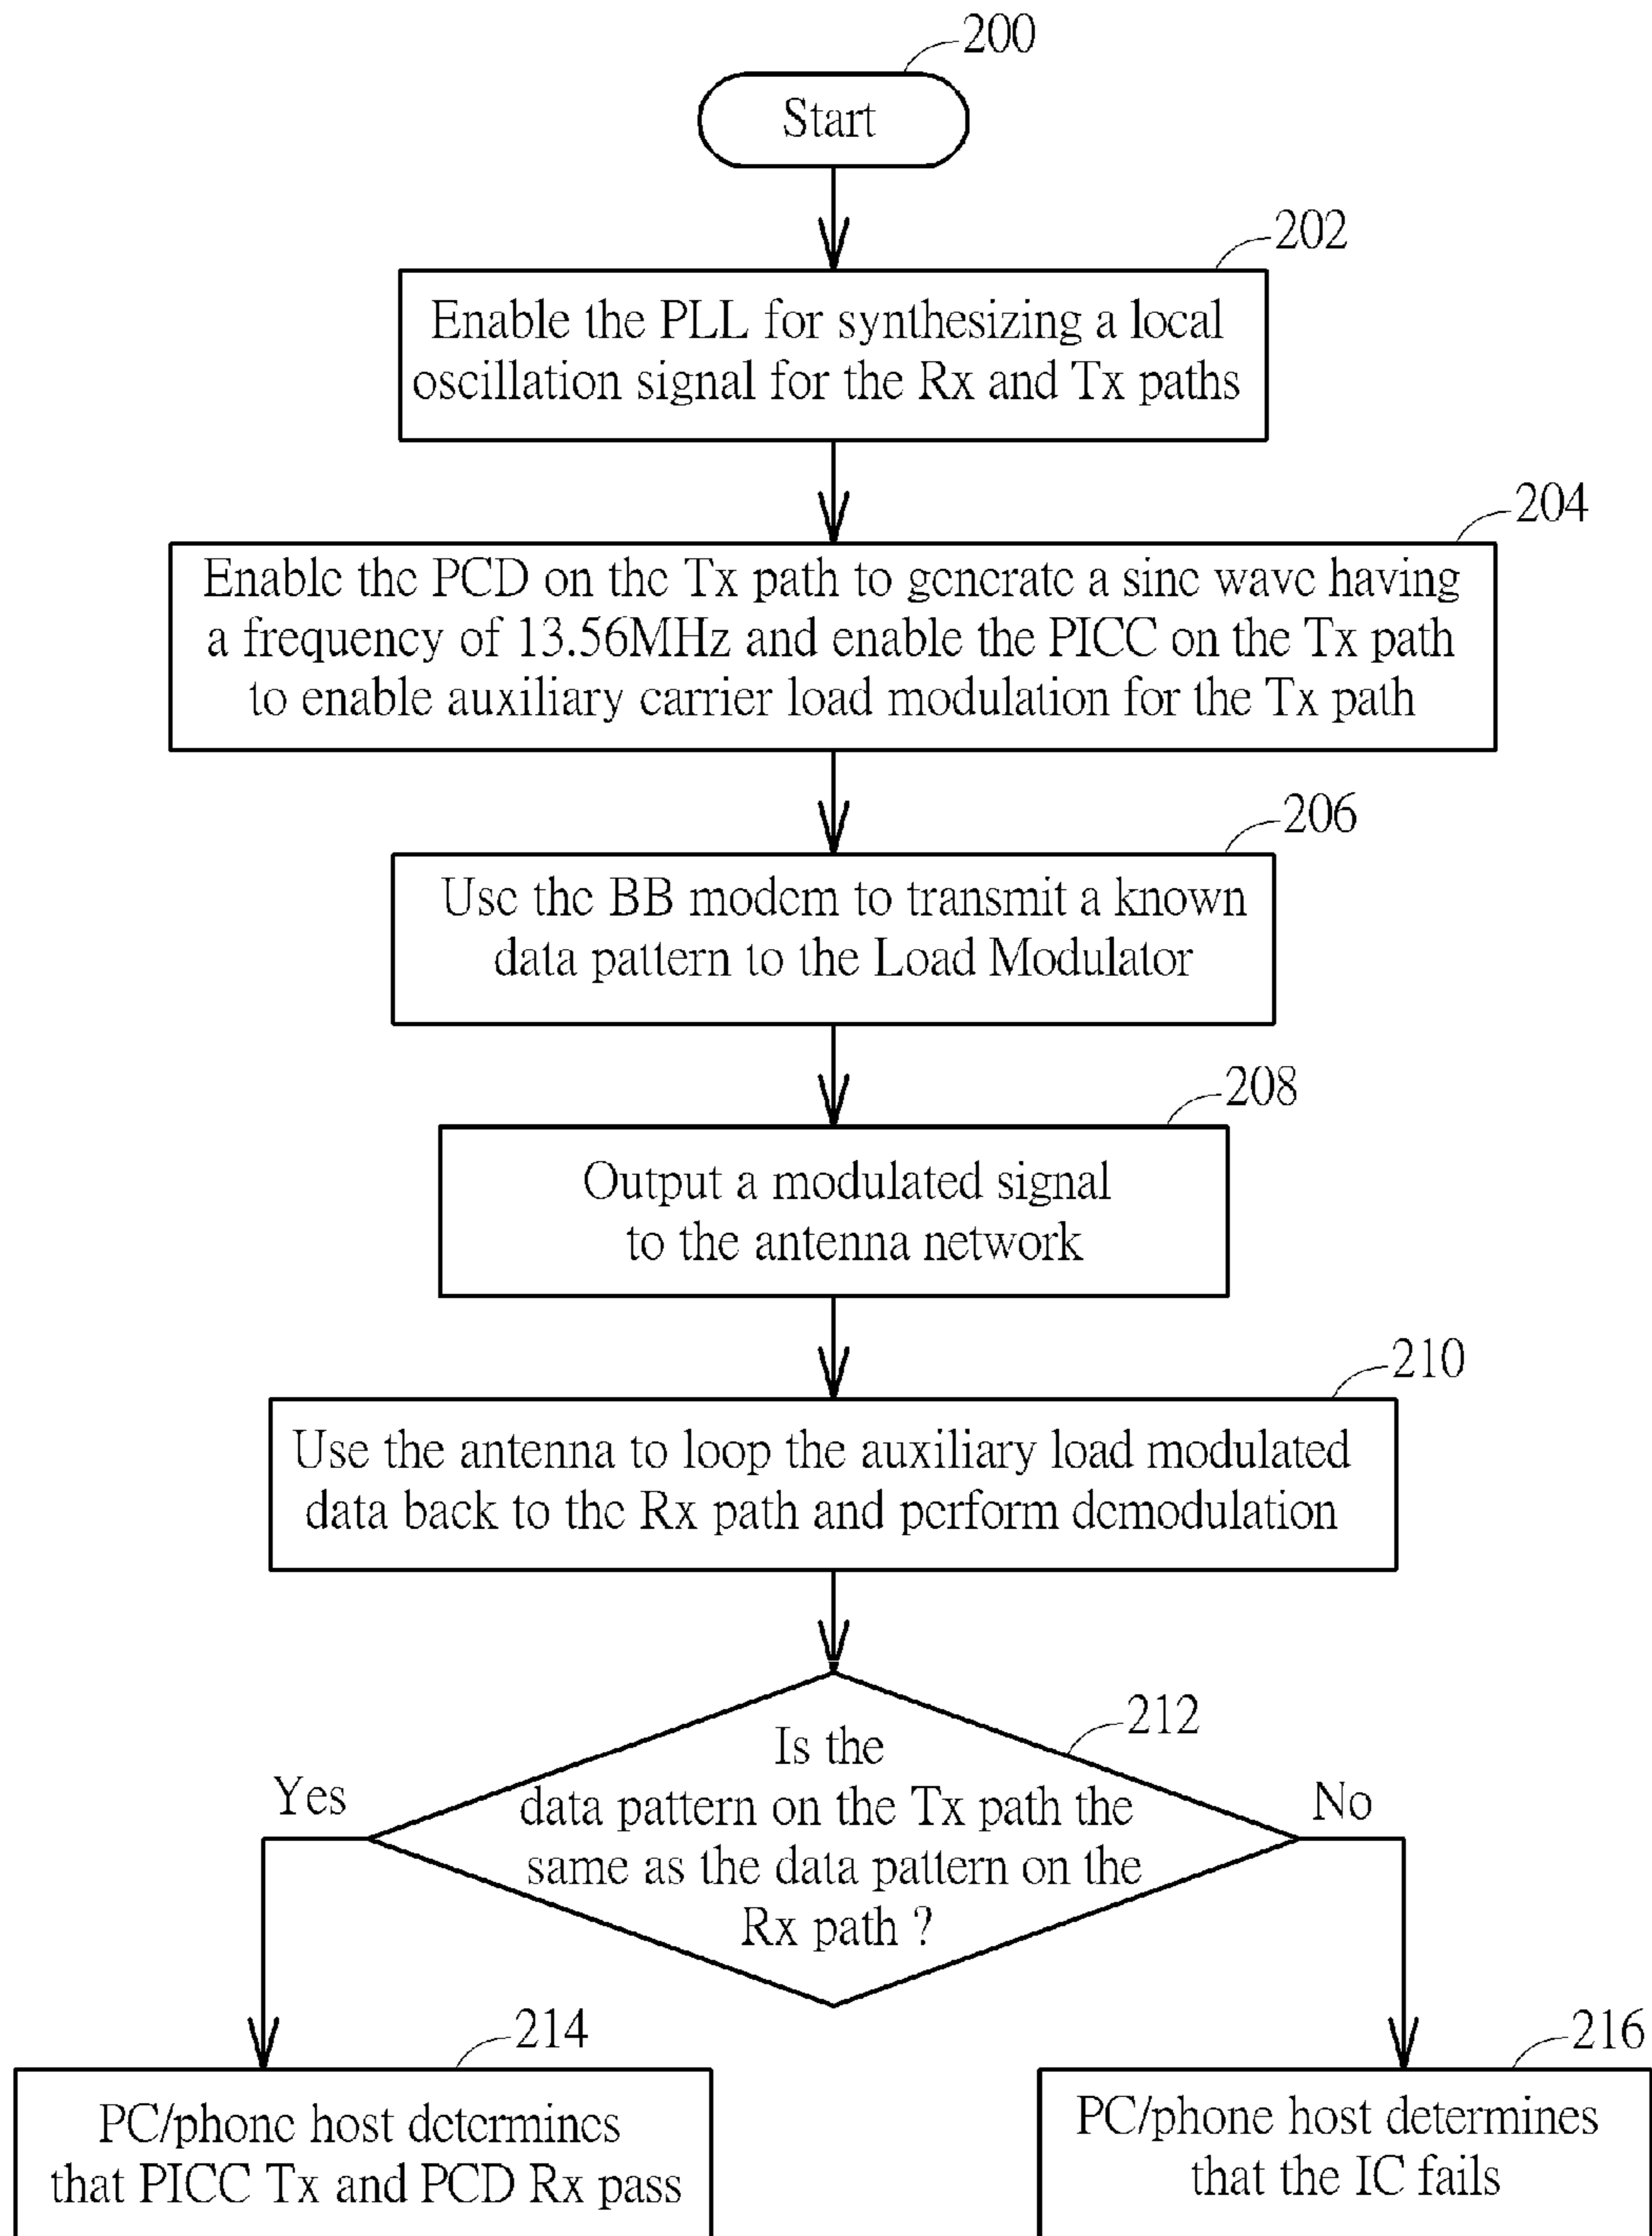 200
Start
202
Enable the PLL for synthesizing a local
oscillation signal for the Rx and Tx paths
204
Enable the PCD on the Tx path to generate a sine wave having
a frequency of 13.56MHz and enable the PICC on the Tx path
to enable auxiliary carrier load modulation for the Tx path
206
Use the BB modem to transmit a known
data pattern to the Load Modulator
208
Output a modulated signal
to the antenna network
210
Use the antenna to loop the auxiliary load modulated
data back to the Rx path and perform demodulation
212
Is the
data pattern on the Tx path the
same as the data pattern on the
Rx path ?
Yes
No
214
PC/phone host determines
that PICC Tx and PCD Rx pass
216
PC/phone host determines
that the IC fails